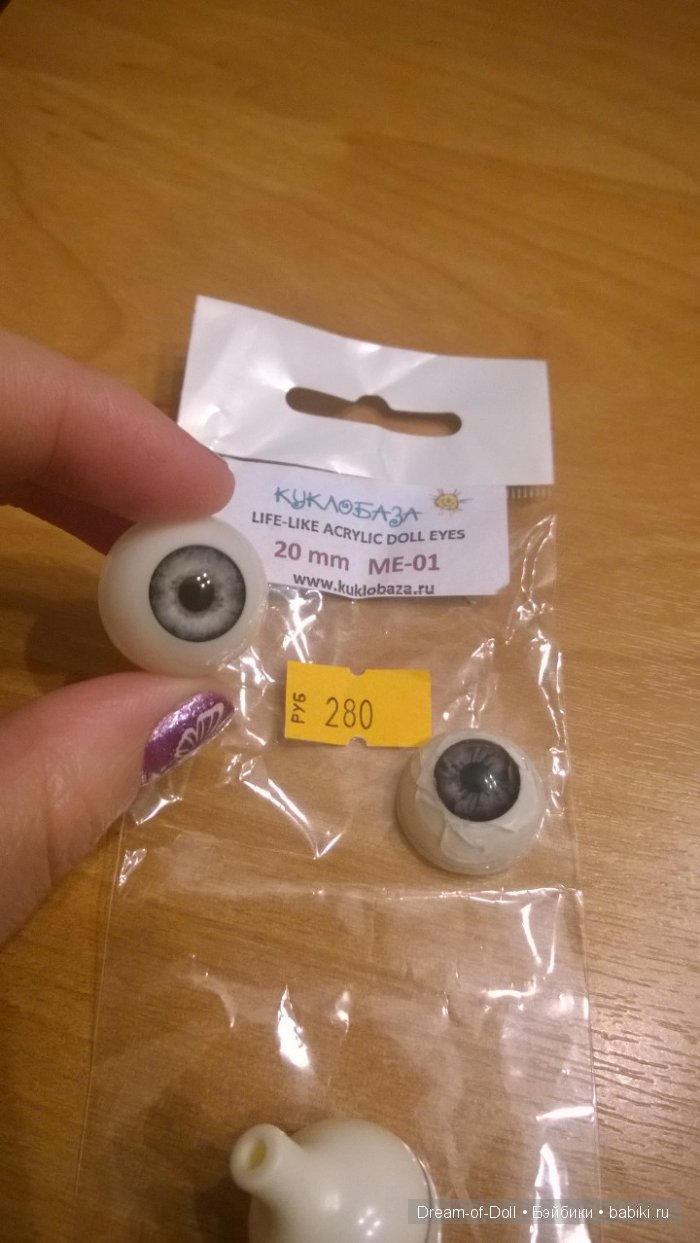 КУКЛОБАЗА
LIFE-LIKE ACRYLIC DOLL EYES
20 mm ME-01
www.kuklobaza.ru
РУБ 280
Dream-of-Doll • Бэйбики • babiki.ru